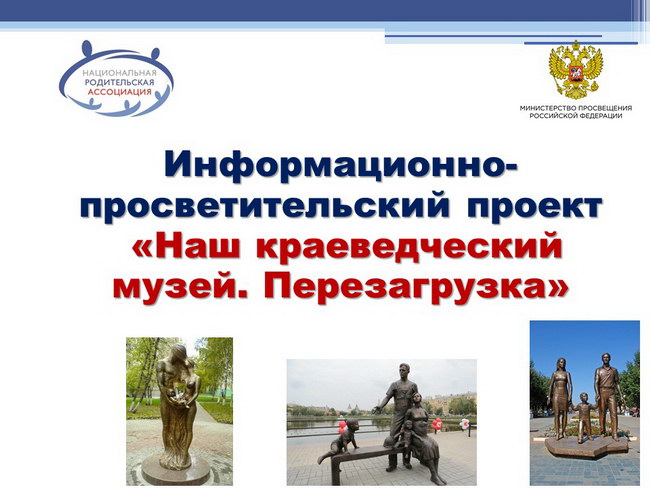 НАЦИОНАЛЬНАЯ
РОДИТЕЛЬСКАЯ
АССОЦИАЦИЯ
МИНИСТЕРСТВО ПРОСВЕЩЕНИЯ
РОССИЙСКОЙ ФЕДЕРАЦИИ
Информационно-
просветительский проект
«Наш краеведческий
музей. Перезагрузка»